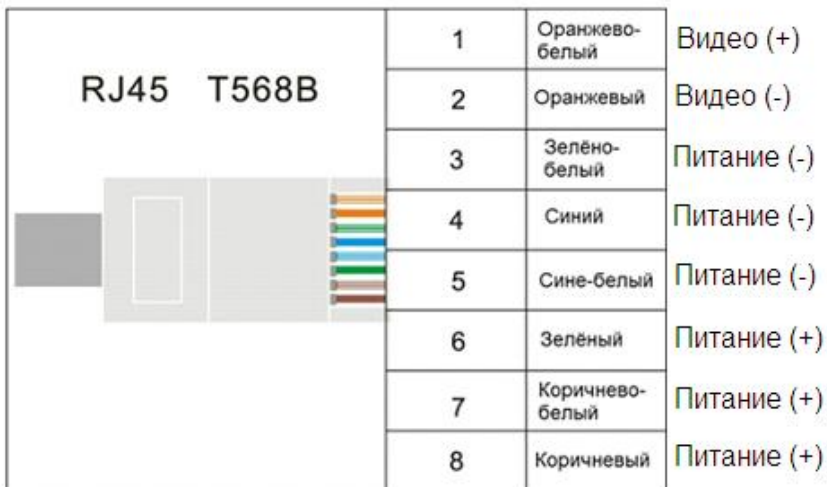 RJ45 T568B
1 Оранжево-
белый Видео (+)
2 Оранжевый Видео (-)
3 Зелёно-
белый Питание (-)
4 Синий Питание (-)
5 Сине-белый Питание (-)
6 Зелёный Питание (+)
7 Коричнево-
белый Питание (+)
8 Коричневый Питание (+)